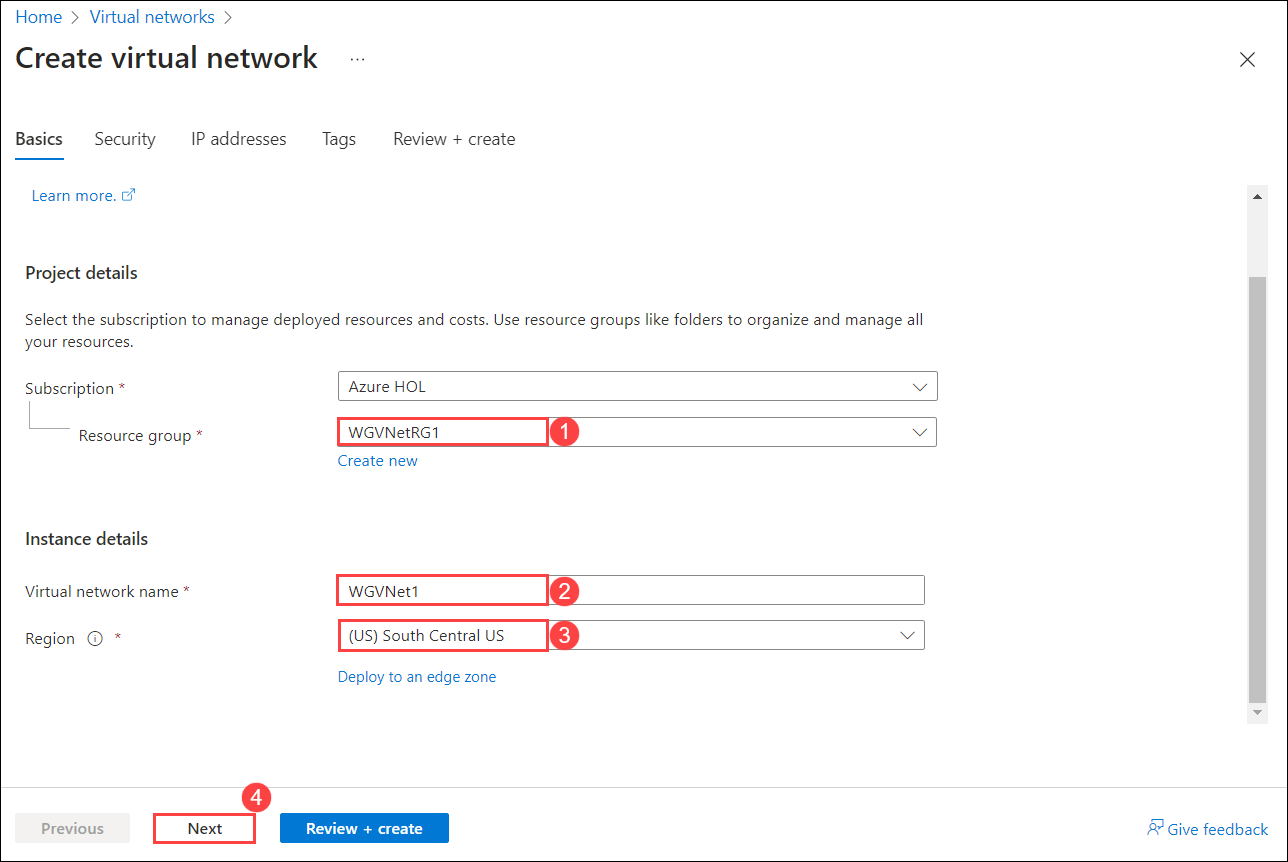 Home > Virtual networks >
Create virtual network ...
Basics Security IP addresses Tags Review + create
Learn more.
Project details
Select the subscription to manage deployed resources and costs. Use resource groups like folders to organize and manage all
your resources.
Subscription * Azure HOL
Resource group * WGVNetRG1 1
Create new
Instance details
Virtual network name * WGVNet1 2
Region * (US) South Central US 3
Deploy to an edge zone
4
Previous Next Review + create Give feedback